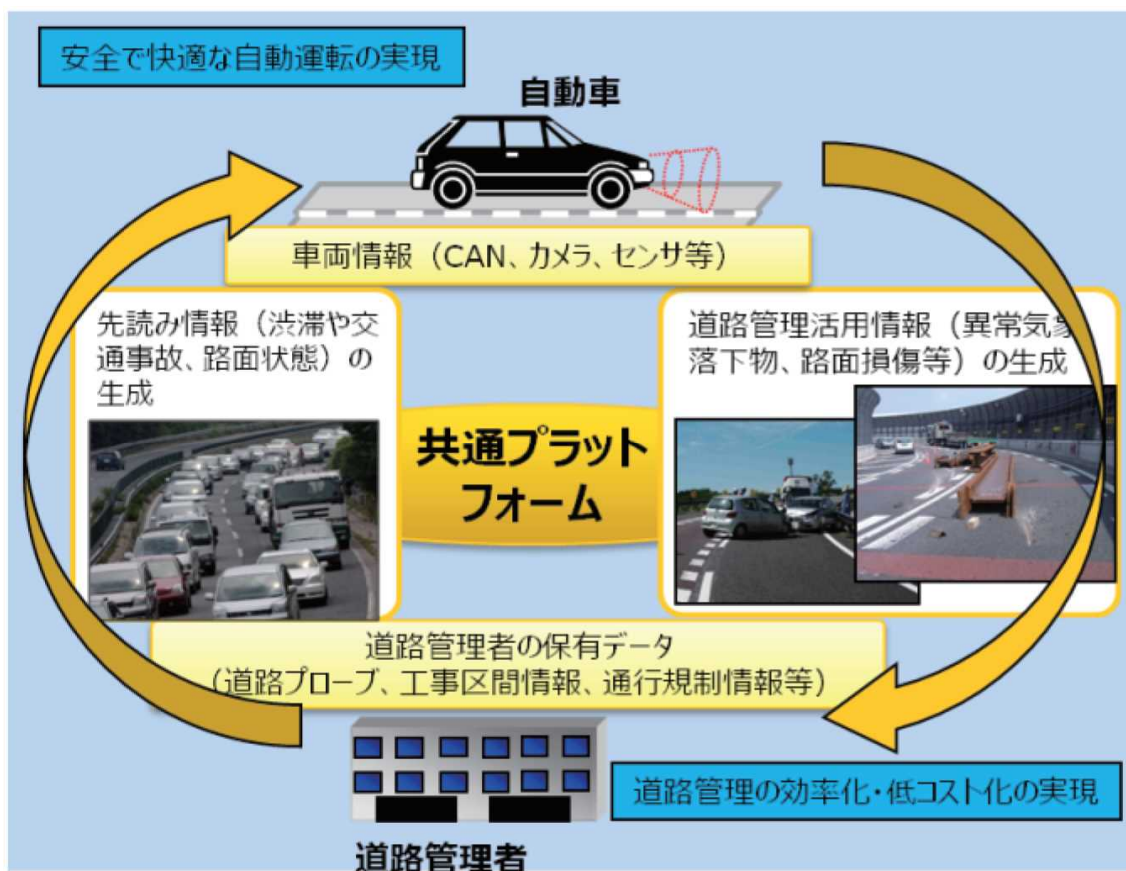 安全で快適な自動運転の実現
自動車
車両情報（CAN、カメラ、センサ等）
先読み情報（渋滞や交
通事故、路面状態）の
生成
道路管理活用情報（異常気象
落下物、路面損傷等）の生成
共通プラット
フォーム
道路管理者の保有データ
（道路プローブ、工事区間情報、通行規制情報等）
道路管理の効率化・低コスト化の実現
道路管理者